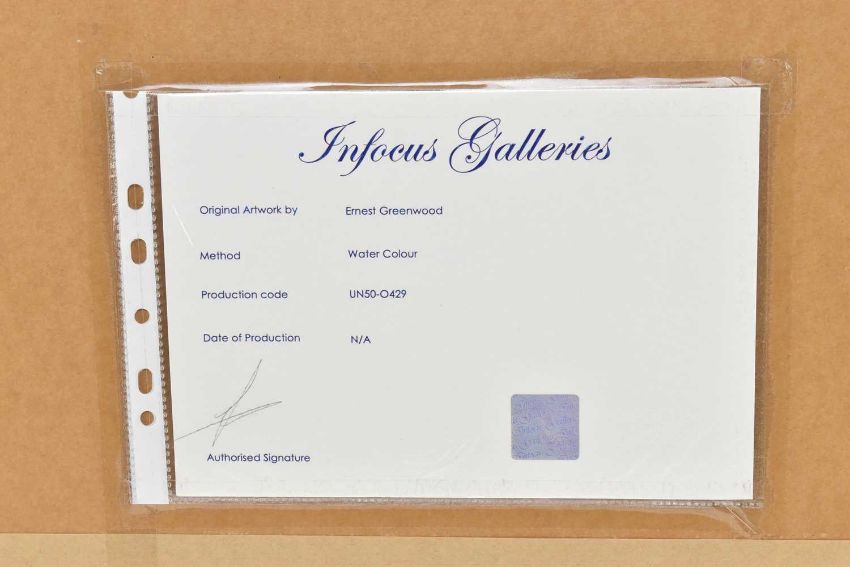 Infocus Galleries
Original Artwork by Ernest Greenwood
Method Water Colour
Production code UN50-O429
Date of Production N/A
Authorised Signature